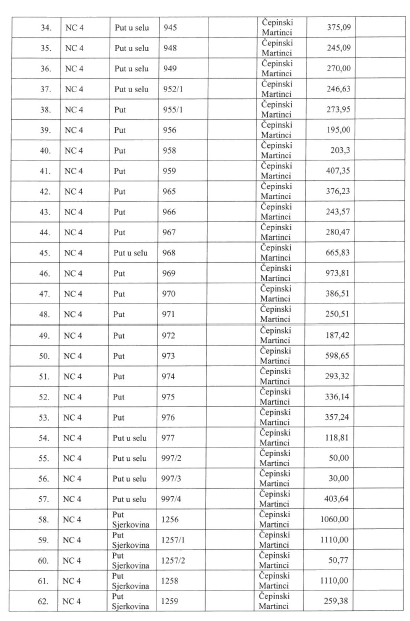 34. NC 4 Put u selu 945 Čepinski Martinci 375,09
35. NC 4 Put u selu 948 Čepinski Martinci 245,09
36. NC 4 Put u selu 949 Čepinski Martinci 270,00
37. NC 4 Put u selu 952/1 Čepinski Martinci 246,63
38. NC 4 Put 955/1 Čepinski Martinci 273,95
39. NC 4 Put 956 Čepinski Martinci 195,00
40. NC 4 Put 958 Čepinski Martinci 203,3
41. NC 4 Put 959 Čepinski Martinci 407,35
42. NC 4 Put 965 Čepinski Martinci 376,23
43. NC 4 Put 966 Čepinski Martinci 243,57
44. NC 4 Put 967 Čepinski Martinci 280,47
45. NC 4 Put u selu 968 Čepinski Martinci 665,83
46. NC 4 Put 969 Čepinski Martinci 973,81
47. NC 4 Put 970 Čepinski Martinci 386,51
48. NC 4 Put 971 Čepinski Martinci 250,51
49. NC 4 Put 972 Čepinski Martinci 187,42
50. NC 4 Put 973 Čepinski Martinci 598,65
51. NC 4 Put 974 Čepinski Martinci 293,32
52. NC 4 Put 975 Čepinski Martinci 336,14
53. NC 4 Put 976 Čepinski Martinci 357,24
54. NC 4 Put u selu 977 Čepinski Martinci 118,81
55. NC 4 Put u selu 997/2 Čepinski Martinci 50,00
56. NC 4 Put u selu 997/3 Čepinski Martinci 30,00
57. NC 4 Put u selu 997/4 Čepinski Martinci 403,64
58. NC 4 Put Sjerkovina 1256 Čepinski Martinci 1060,00
59. NC 4 Put Sjerkovina 1257/1 Čepinski Martinci 1110,00
60. NC 4 Put Sjerkovina 1257/2 Čepinski Martinci 50,77
61. NC 4 Put Sjerkovina 1258 Čepinski Martinci 1110,00
62. NC 4 Put Sjerkovina 1259 Čepinski Martinci 259,38